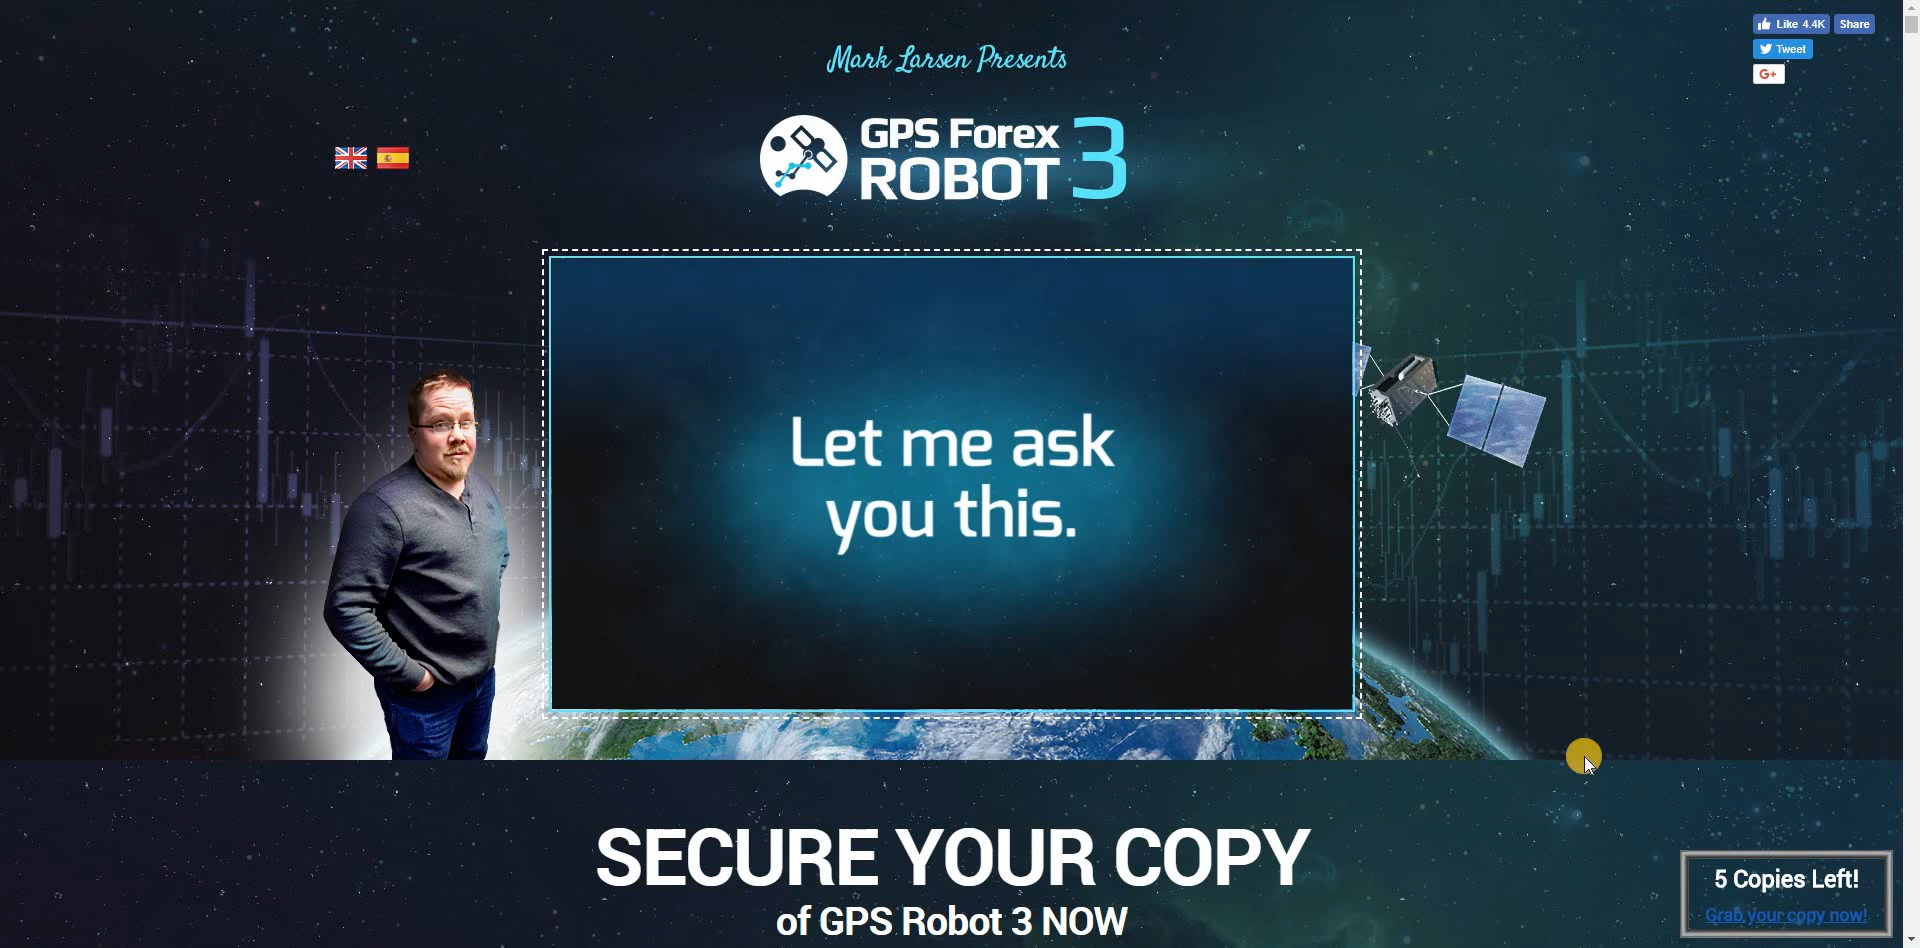 Like 4.4K
Share
Tweet
G+
Mark Larsen Presents
GPS Forex
ROBOT 3
Let me ask
you this.
SECURE YOUR COPY
of GPS Robot 3 NOW
5 Copies Left!
Grab your copy now!